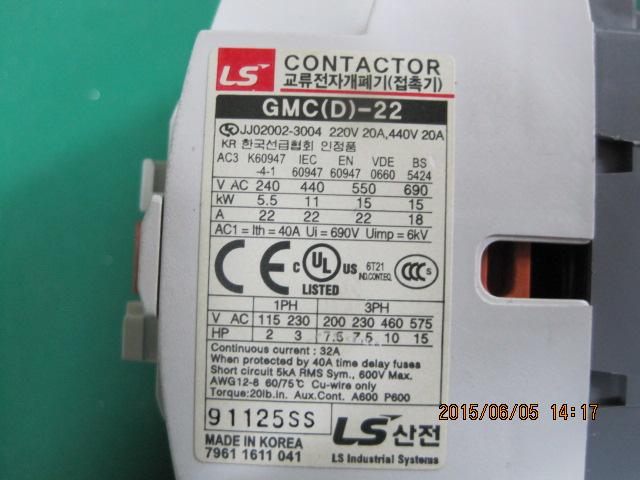 LS CONTACTOR
교류전자개폐기(접촉기)
GMC(D)-22
JJ02002-3004 220V 20A,440V 20A
KR 한국선급협회 인정품
AC3 K60947 IEC EN VDE BS
-4-1 60947 60947 0660 5424
V AC 240 440 550 690
kW 5.5 11 15 15
A 22 22 22 18
AC1 = Ith = 40A Ui = 690V Uimp = 6kV
CE C UL US 6T21 CCC S
IND.CONT.EQ.
LISTED
1PH 3PH
V AC 115 230 200 230 460 575
HP 2 3 7.5 7.5 10 15
Continuous current : 32A
When protected by 40A time delay fuses
Short circuit 5kA RMS Sym., 600V Max.
AWG12-8 60/75℃ Cu-wire only
Torque:20lb.in. Aux.Cont. A600 P600
91125SS
LS 산전
MADE IN KOREA
7961 1611 041
LS Industrial Systems
2015/06/05 14:17